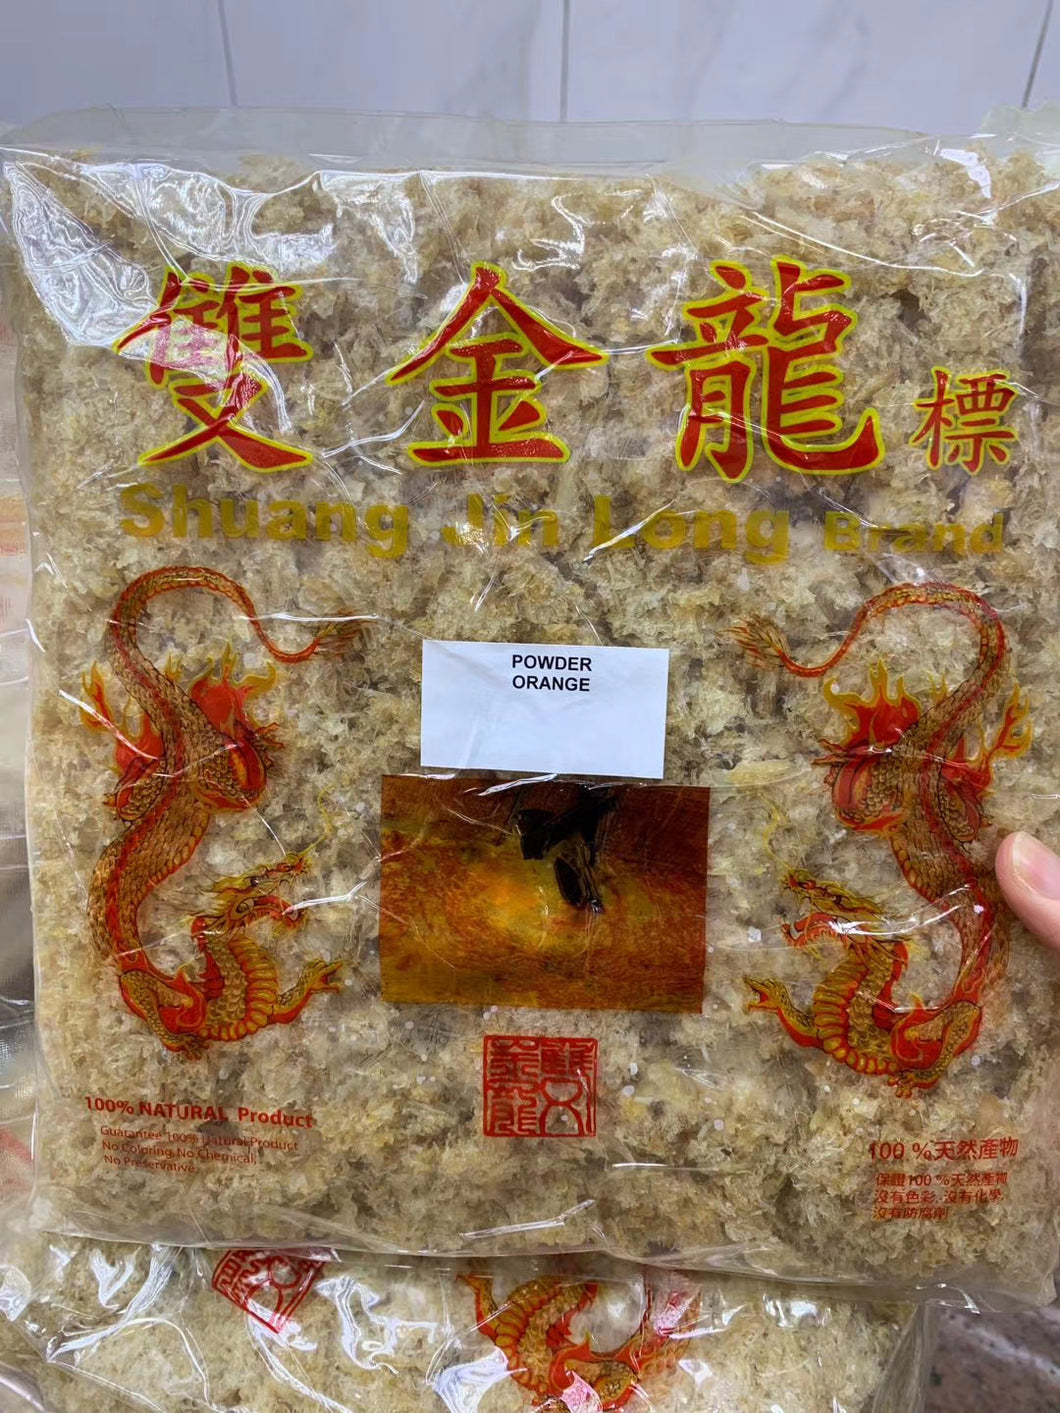 雙金龍標
Shuang Jin Long Brand
POWDER
ORANGE
100% NATURAL Product
Guarantee 100% Natural Product
No Coloring, No Chemical,
No Preservative
100 %天然產物
保證100 %天然產物
沒有色彩, 沒有化學
沒有防腐劑